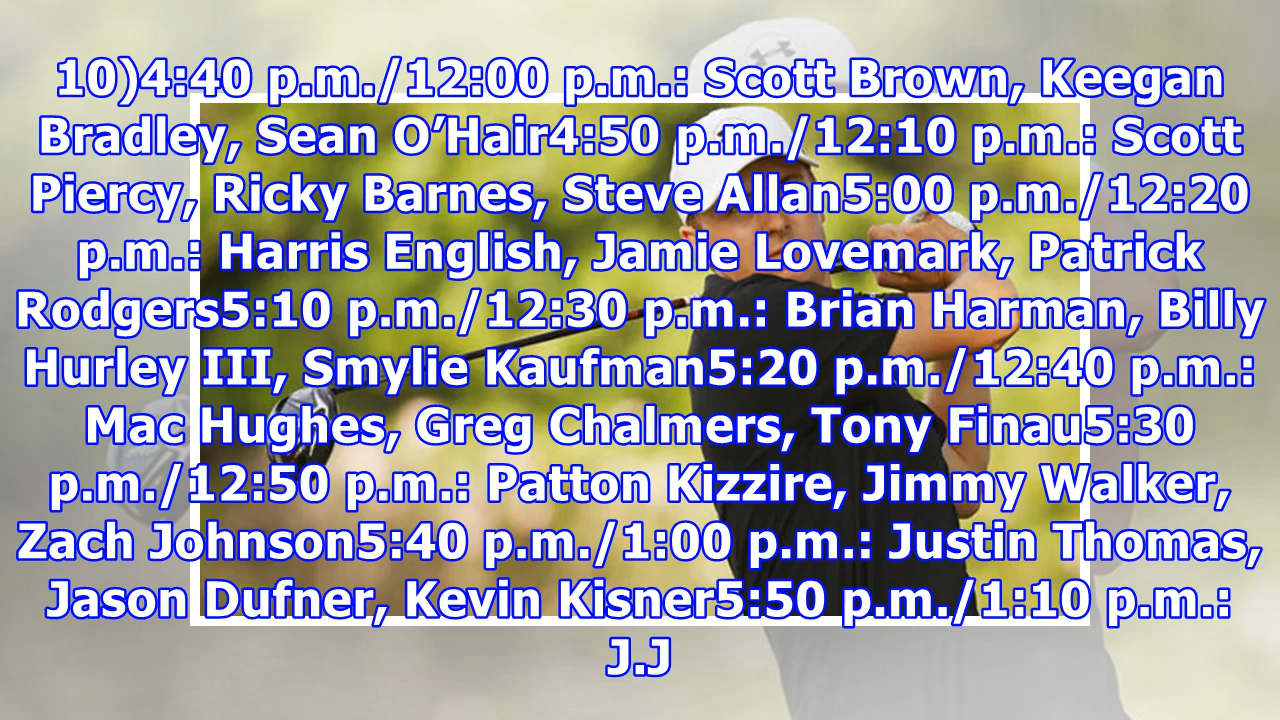 10)4:40 p.m./12:00 p.m.: Scott Brown, Keegan
Bradley, Sean O’Hair4:50 p.m./12:10 p.m.: Scott
Piercy, Ricky Barnes, Steve Allan5:00 p.m./12:20
p.m.: Harris English, Jamie Lovemark, Patrick
Rodgers5:10 p.m./12:30 p.m.: Brian Harman, Billy
Hurley III, Smylie Kaufman5:20 p.m./12:40 p.m.:
Mac Hughes, Greg Chalmers, Tony Finau5:30
p.m./12:50 p.m.: Patton Kizzire, Jimmy Walker,
Zach Johnson5:40 p.m./1:00 p.m.: Justin Thomas,
Jason Dufner, Kevin Kisner5:50 p.m./1:10 p.m.:
J.J